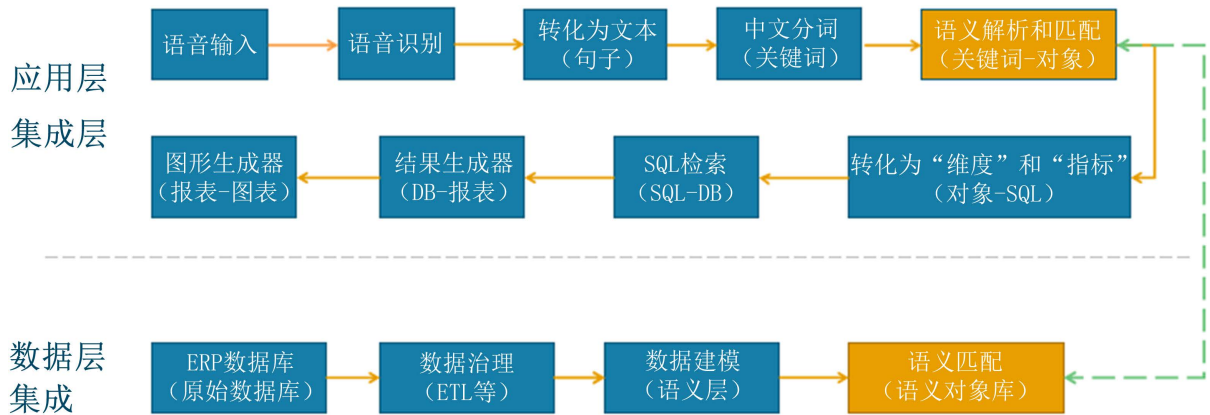 应用层
集成层
语音输入
语音识别
转化为文本
（句子）
中文分词
（关键词）
语义解析和匹配
（关键词-对象）
图形生成器
（报表-图表）
结果生成器
（DB-报表）
SQL检索
（SQL-DB）
转化为“维度”和“指标”
（对象-SQL）
数据层
集成
ERP数据库
（原始数据库）
数据治理
（ETL等）
数据建模
（语义层）
语义匹配
（语义对象库）